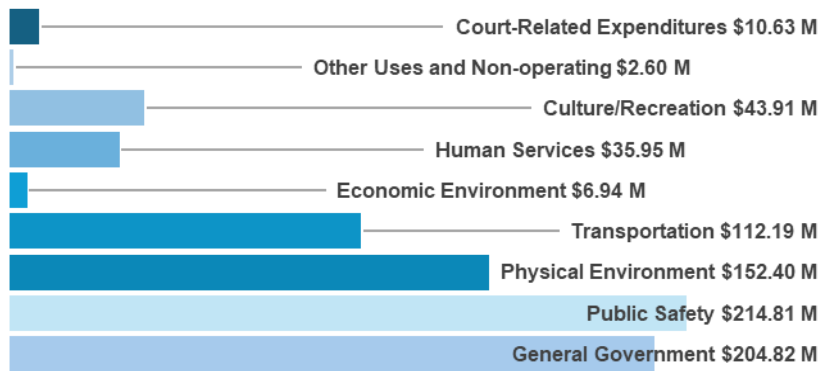 Court-Related Expenditures $10.63 M
Other Uses and Non-operating $2.60 M
Culture/Recreation $43.91 M
Human Services $35.95 M
Economic Environment $6.94 M
Transportation $112.19 M
Physical Environment $152.40 M
Public Safety $214.81 M
General Government $204.82 M